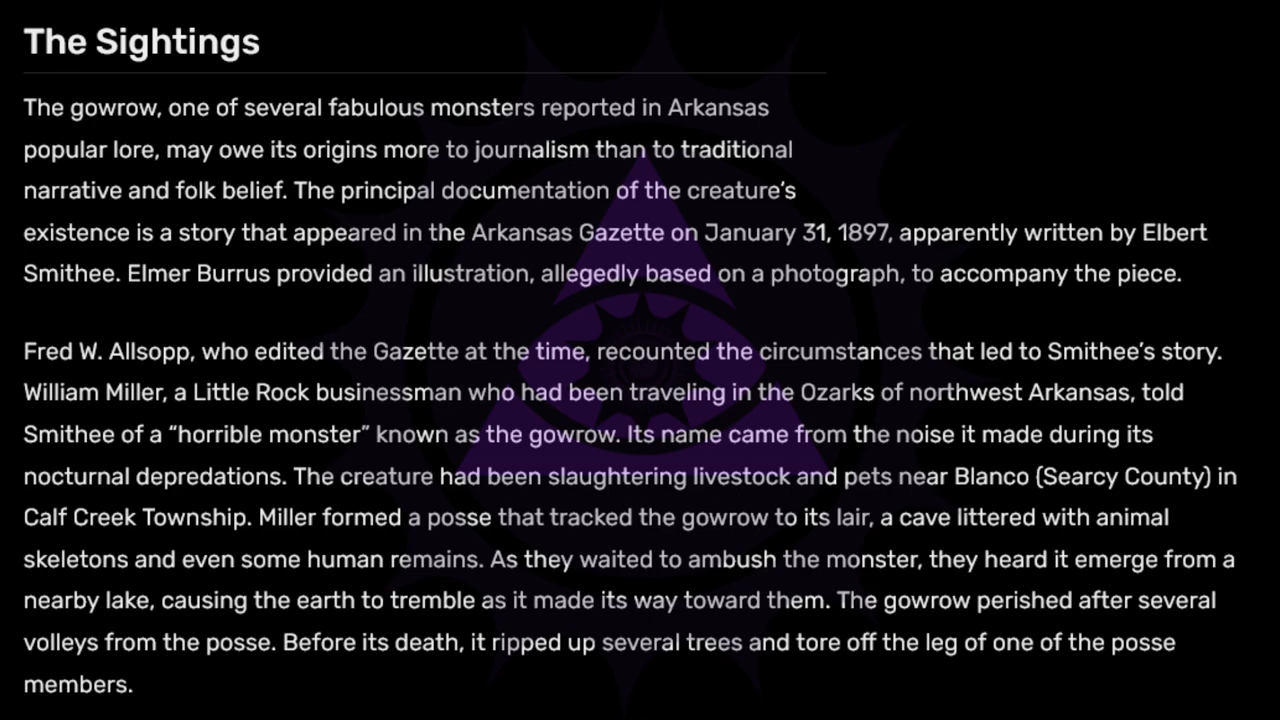 The Sightings
The gowrow, one of several fabulous monsters reported in Arkansas
popular lore, may owe its origins more to journalism than to traditional
narrative and folk belief. The principal documentation of the creature’s
existence is a story that appeared in the Arkansas Gazette on January 31, 1897, apparently written by Elbert
Smithee. Elmer Burrus provided an illustration, allegedly based on a photograph, to accompany the piece.
Fred W. Allsopp, who edited the Gazette at the time, recounted the circumstances that led to Smithee’s story.
William Miller, a Little Rock businessman who had been traveling in the Ozarks of northwest Arkansas, told
Smithee of a “horrible monster” known as the gowrow. Its name came from the noise it made during its
nocturnal depredations. The creature had been slaughtering livestock and pets near Blanco (Searcy County) in
Calf Creek Township. Miller formed a posse that tracked the gowrow to its lair, a cave littered with animal
skeletons and even some human remains. As they waited to ambush the monster, they heard it emerge from a
nearby lake, causing the earth to tremble as it made its way toward them. The gowrow perished after several
volleys from the posse. Before its death, it ripped up several trees and tore off the leg of one of the posse
members.